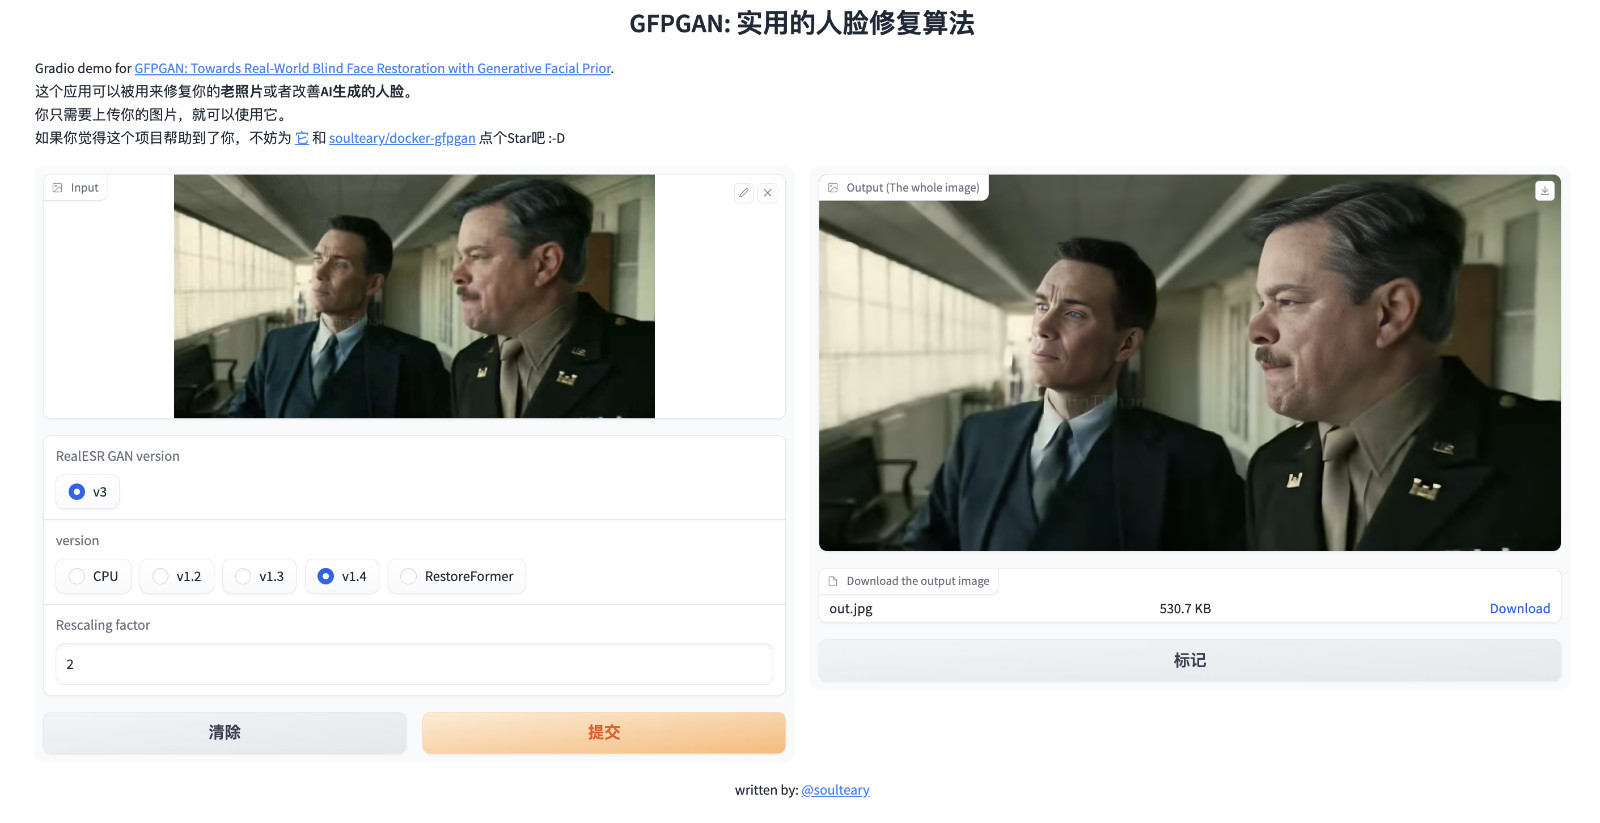 GFPGAN: 实用的人脸修复算法
Gradio demo for GFPGAN: Towards Real-World Blind Face Restoration with Generative Facial Prior.
这个应用可以被用来修复你的老照片或者改善AI生成的人脸。
你只需要上传你的图片，就可以使用它。
如果你觉得这个项目帮助到了你，不妨为 它 和 soulteary/docker-gfpgan 点个Star吧 :-D
Input
RealESR GAN version
v3
version
CPU
v1.2
v1.3
v1.4
RestoreFormer
Rescaling factor
2
清除
提交
Output (The whole image)
Download the output image
out.jpg
530.7 KB
Download
标记
written by: @soulteary